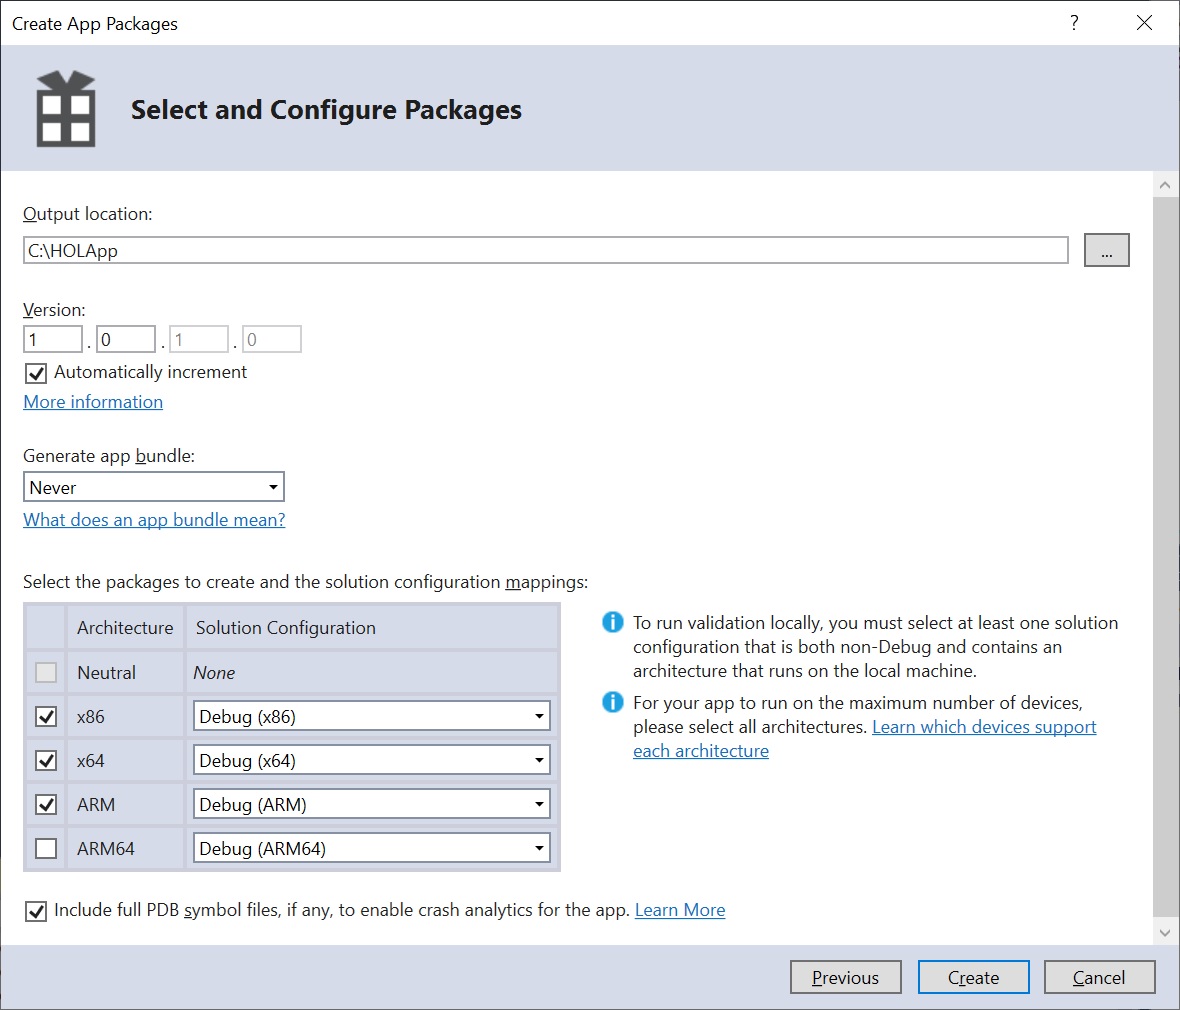 Create App Packages
?
Select and Configure Packages
Output location:
C:\HOLApp
...
Version:
1 . 0 . 1 . 0
Automatically increment
More information
Generate app bundle:
Never
What does an app bundle mean?
Select the packages to create and the solution configuration mappings:
Architecture Solution Configuration
Neutral None
x86 Debug (x86)
x64 Debug (x64)
ARM Debug (ARM)
ARM64 Debug (ARM64)
To run validation locally, you must select at least one solution
configuration that is both non-Debug and contains an
architecture that runs on the local machine.
For your app to run on the maximum number of devices,
please select all architectures. Learn which devices support
each architecture
Include full PDB symbol files, if any, to enable crash analytics for the app. Learn More
Previous Create Cancel